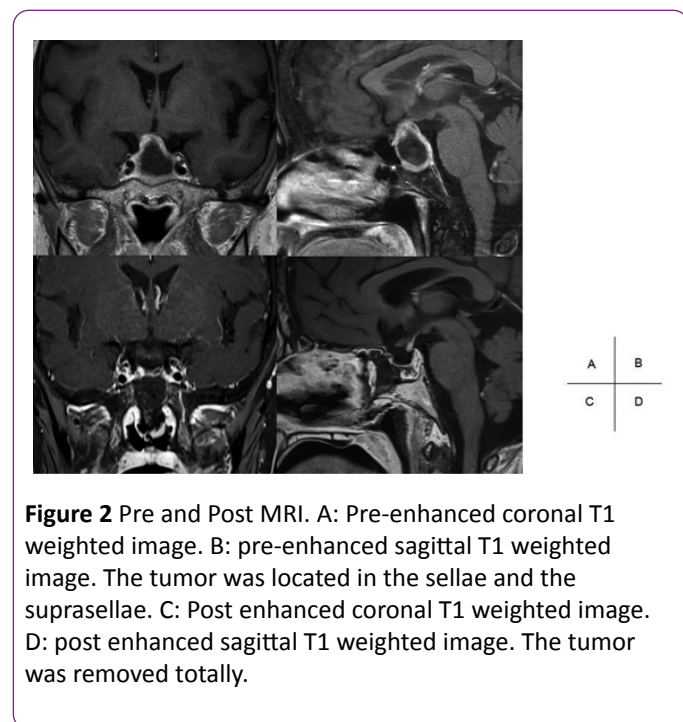 A B
C D
Figure 2 Pre and Post MRI. A: Pre-enhanced coronal T1
weighted image. B: pre-enhanced sagittal T1 weighted
image. The tumor was located in the sellae and the
suprasellae. C: Post enhanced coronal T1 weighted image.
D: post enhanced sagittal T1 weighted image. The tumor
was removed totally.